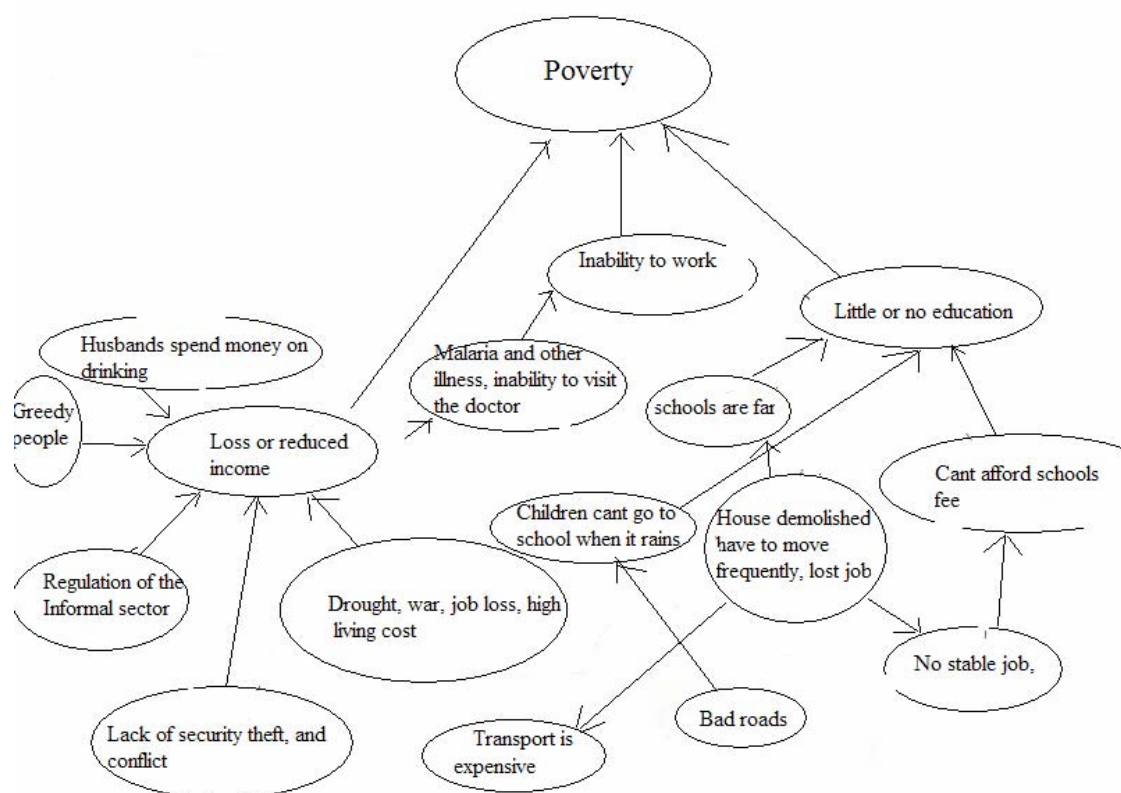 Poverty
Inability to work
Little or no education
Husbands spend money on
drinking
Malaria and other
illness, inability to visit
the doctor
Greedy
people
schools are far
Loss or reduced
income
Cant afford schools
fee
Children cant go to
school when it rains
House demolished
have to move
frequently, lost job
Regulation of the
Informal sector
Drought, war, job loss, high
living cost
No stable job,
Bad roads
Lack of security theft, and
conflict
Transport is
expensive